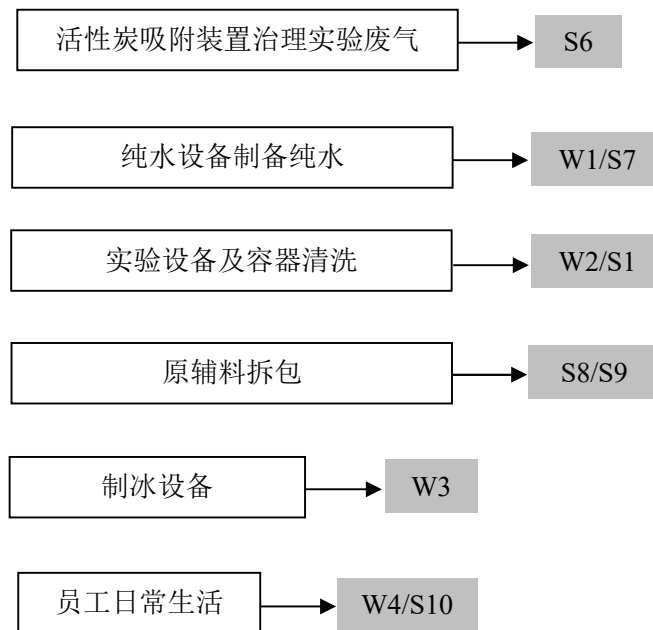 活性炭吸附装置治理实验废气
S6
纯水设备制备纯水
W1/S7
实验设备及容器清洗
W2/S1
原辅料拆包
S8/S9
制冰设备
W3
员工日常生活
W4/S10